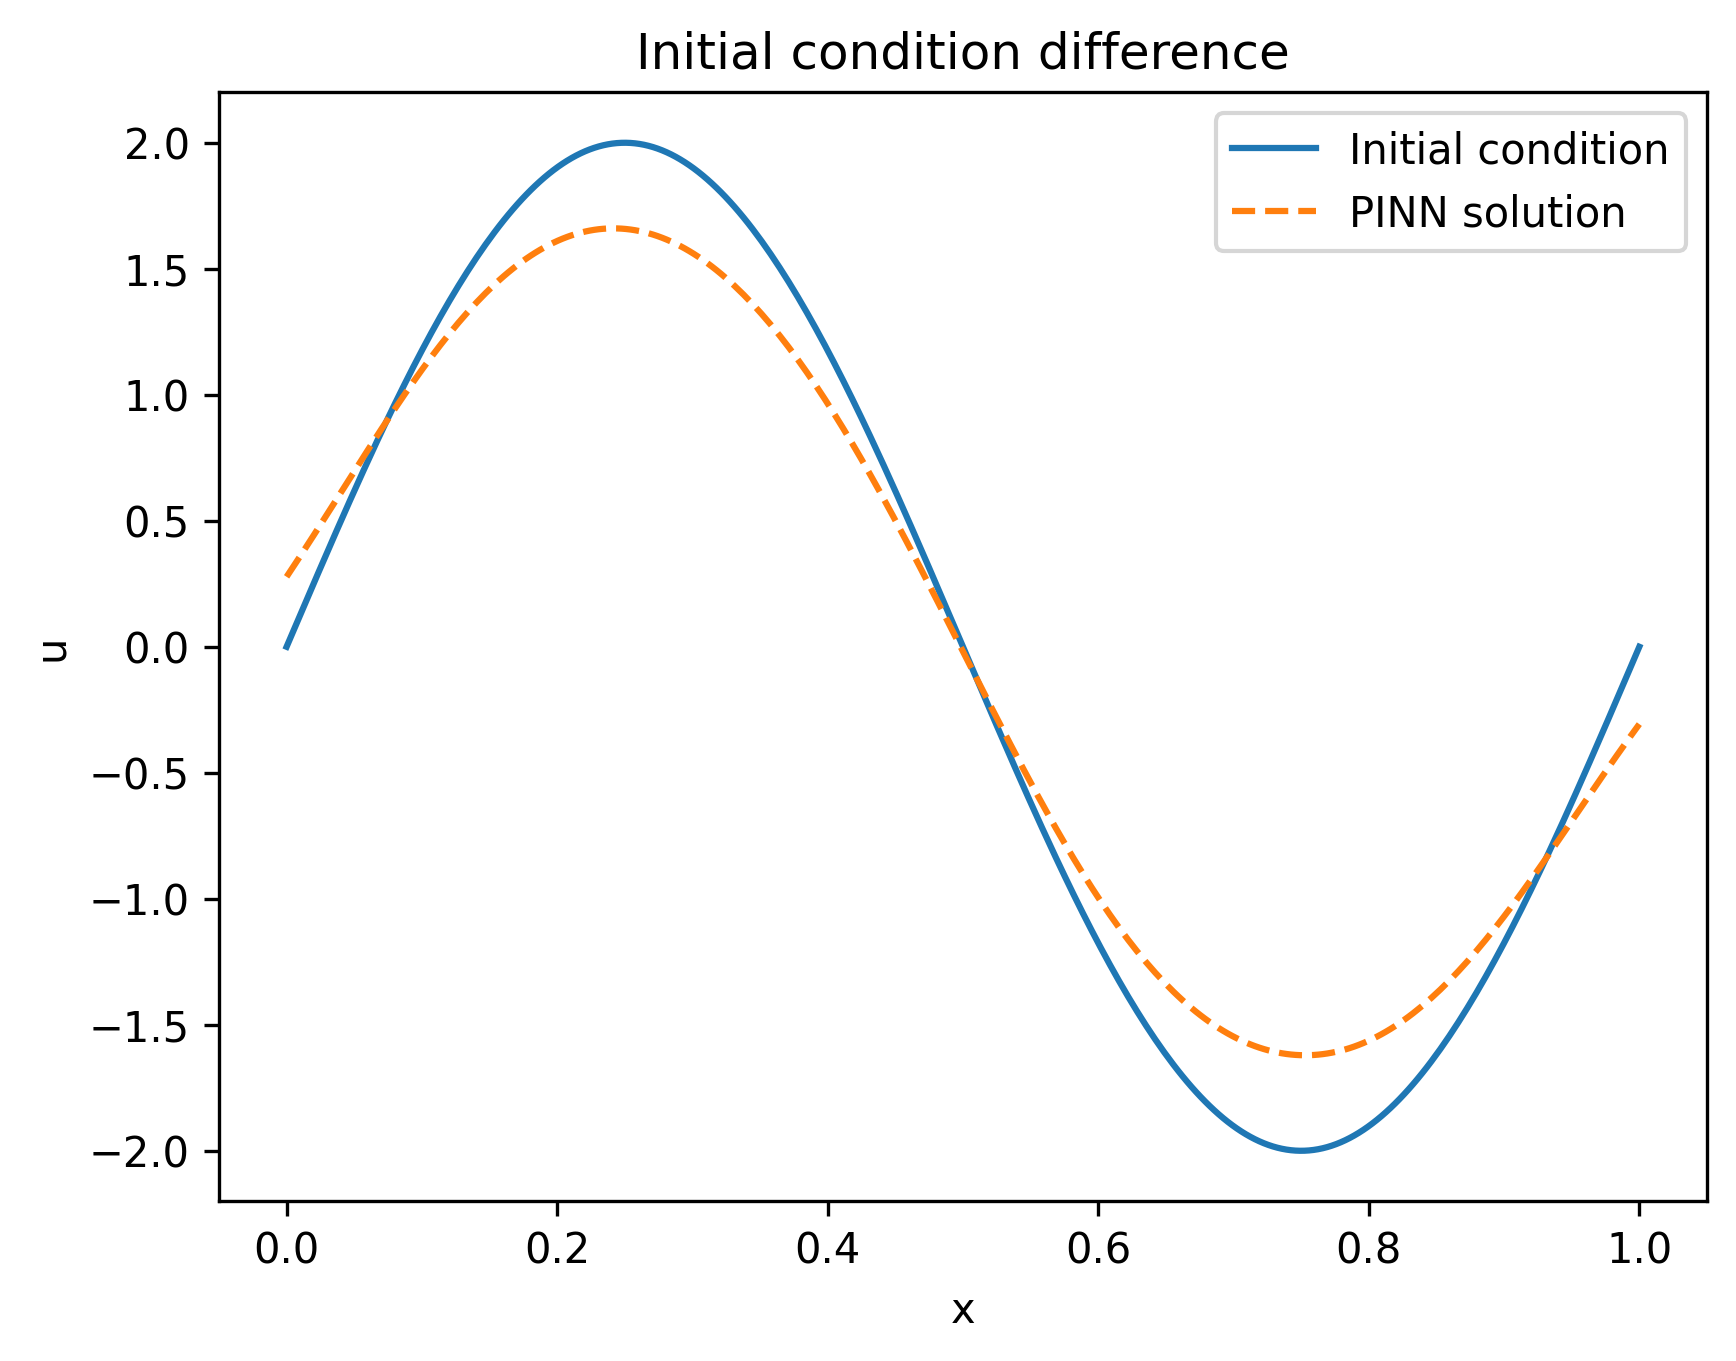 Initial condition difference
Initial condition
PINN solution
2.0
1.5
1.0
0.5
0.0
−0.5
−1.0
−1.5
−2.0
u
0.0 0.2 0.4 0.6 0.8 1.0
x